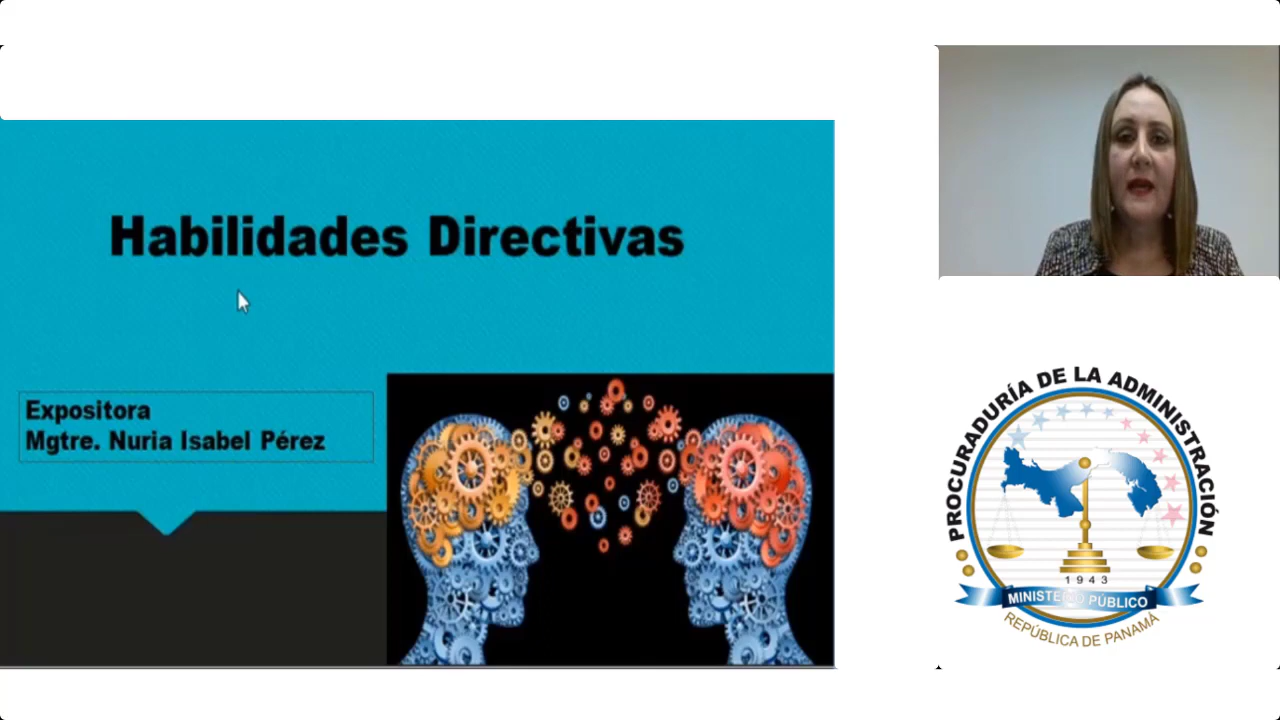 Habilidades Directivas
Expositora
Mgtre. Nuria Isabel Pérez
PROCURADURÍA DE LA ADMINISTRACIÓN
1943
MINISTERIO PÚBLICO
REPÚBLICA DE PANAMÁ